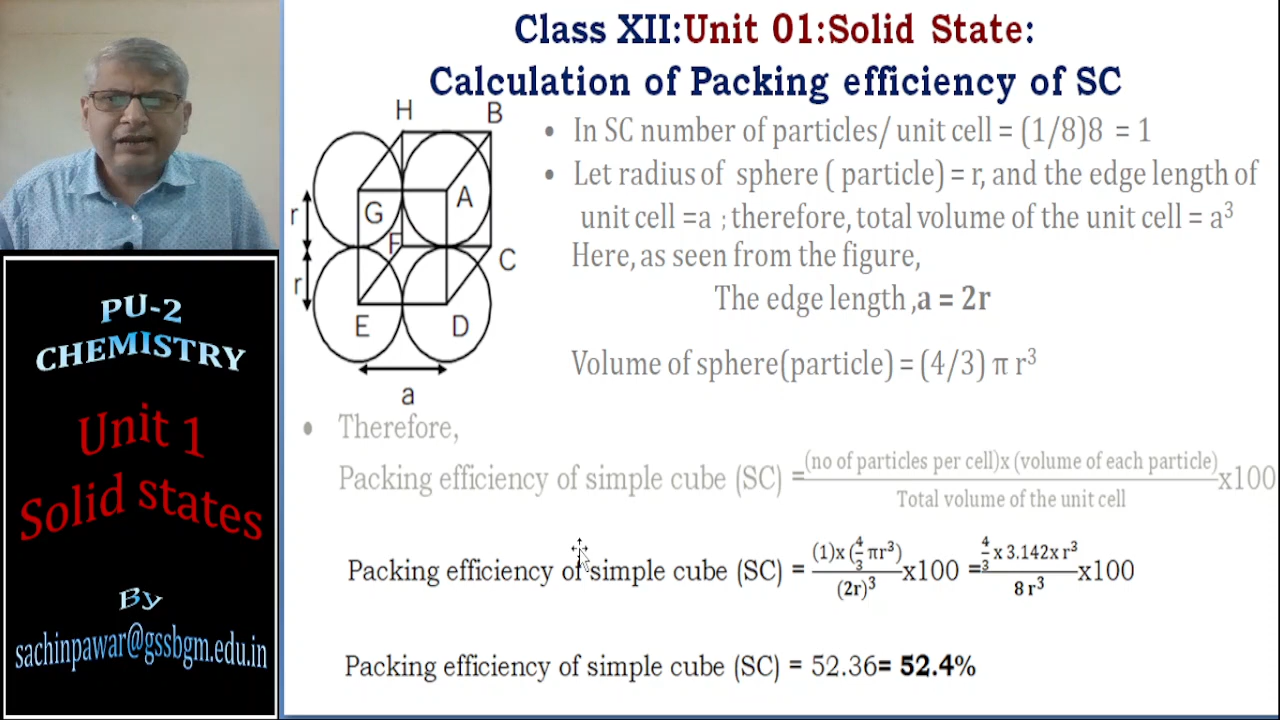 Class XII:Unit 01:Solid State:
Calculation of Packing efficiency of SC
H
B
A
G
F
C
E
D
r
r
a
• In SC number of particles/ unit cell = (1/8)8 = 1
• Let radius of sphere ( particle) = r, and the edge length of
unit cell =a ; therefore, total volume of the unit cell = a³
Here, as seen from the figure,
The edge length ,a = 2r
Volume of sphere(particle) = (4/3) π r³
• Therefore,
Packing efficiency of simple cube (SC) = (no of particles per cell)x (volume of each particle) / Total volume of the unit cell x100
Packing efficiency of simple cube (SC) = (1)x (4/3 πr³) / (2r)³ x100 = 4/3 x 3.142x r³ / 8 r³ x100
Packing efficiency of simple cube (SC) = 52.36= 52.4%
PU-2
CHEMISTRY
Unit 1
Solid states
By
sachinpawar@gssbgm.edu.in